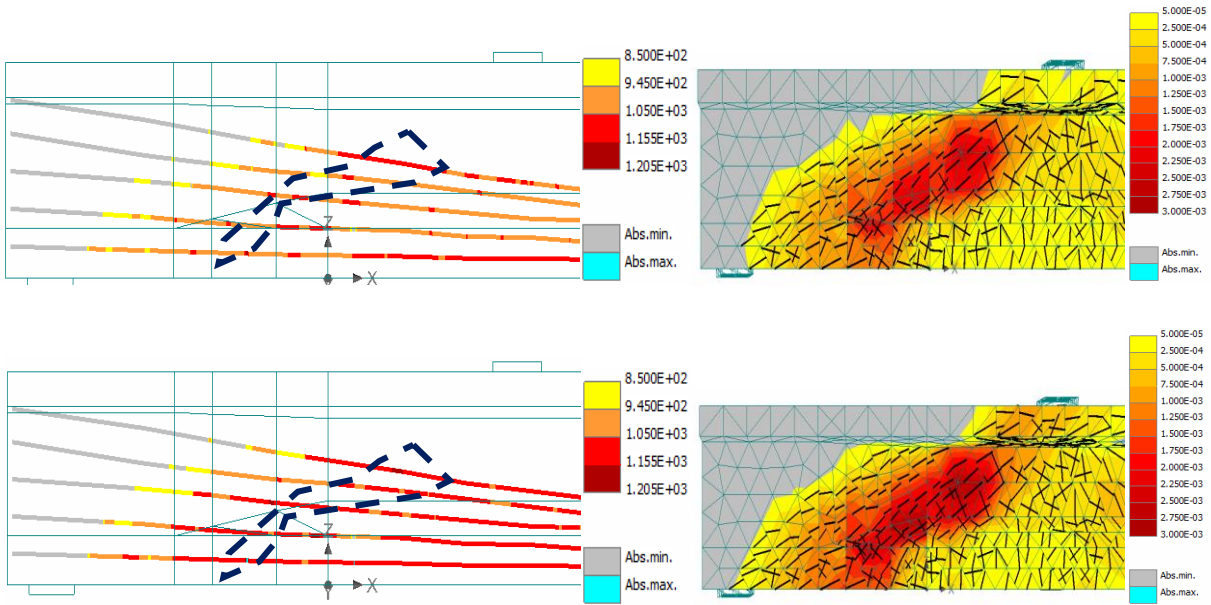 8.500E+02
9.450E+02
1.050E+03
1.155E+03
1.205E+03
Abs.min.
Abs.max.
Z
X
5.000E-05
2.500E-04
5.000E-04
7.500E-04
1.000E-03
1.250E-03
1.500E-03
1.750E-03
2.000E-03
2.500E-03
2.500E-03
2.750E-03
3.000E-03
Abs.min.
Abs.max.
X
8.500E+02
9.450E+02
1.050E+03
1.155E+03
1.205E+03
Abs.min.
Abs.max.
Z
X
5.000E-05
2.500E-04
5.000E-04
7.500E-04
1.000E-03
1.250E-03
1.500E-03
1.750E-03
2.000E-03
2.500E-03
2.500E-03
2.750E-03
3.000E-03
Abs.min.
Abs.max.
X